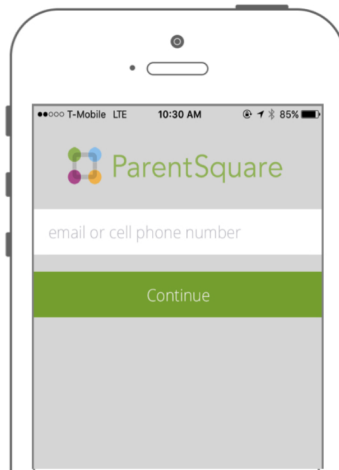 T-Mobile LTE 10:30 AM 85%
ParentSquare
email or cell phone number
Continue